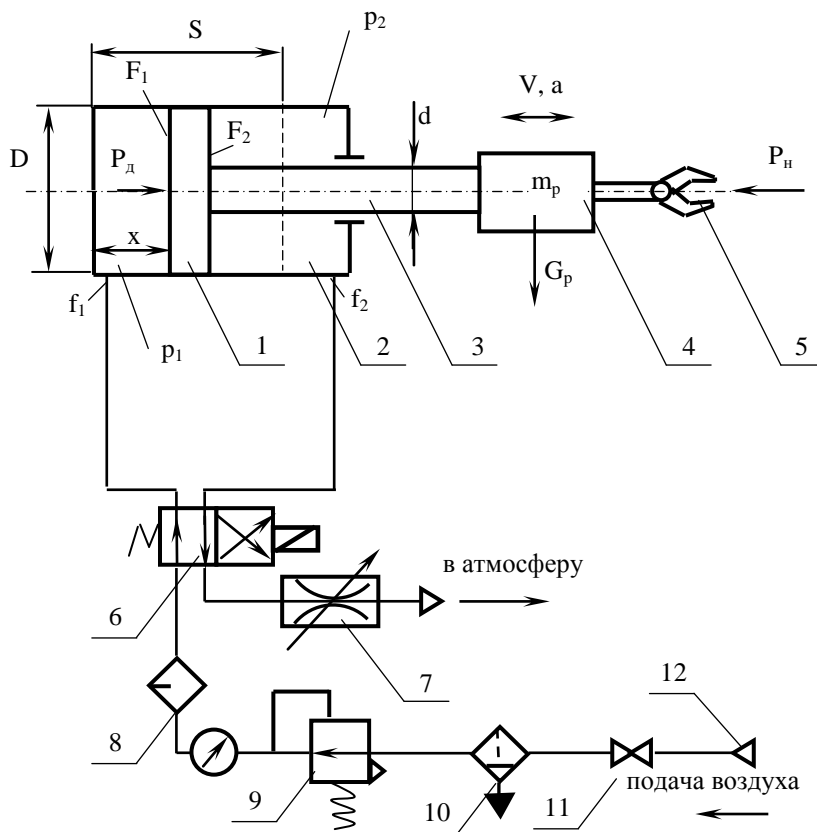 S
p₂
F₁
V, a
F₂
d
D
Pд
mр
Pн
x
Gр
f₁
f₂
p₁
1
2
3
4
5
в атмосферу
6
7
12
8
9
10
11
подача воздуха